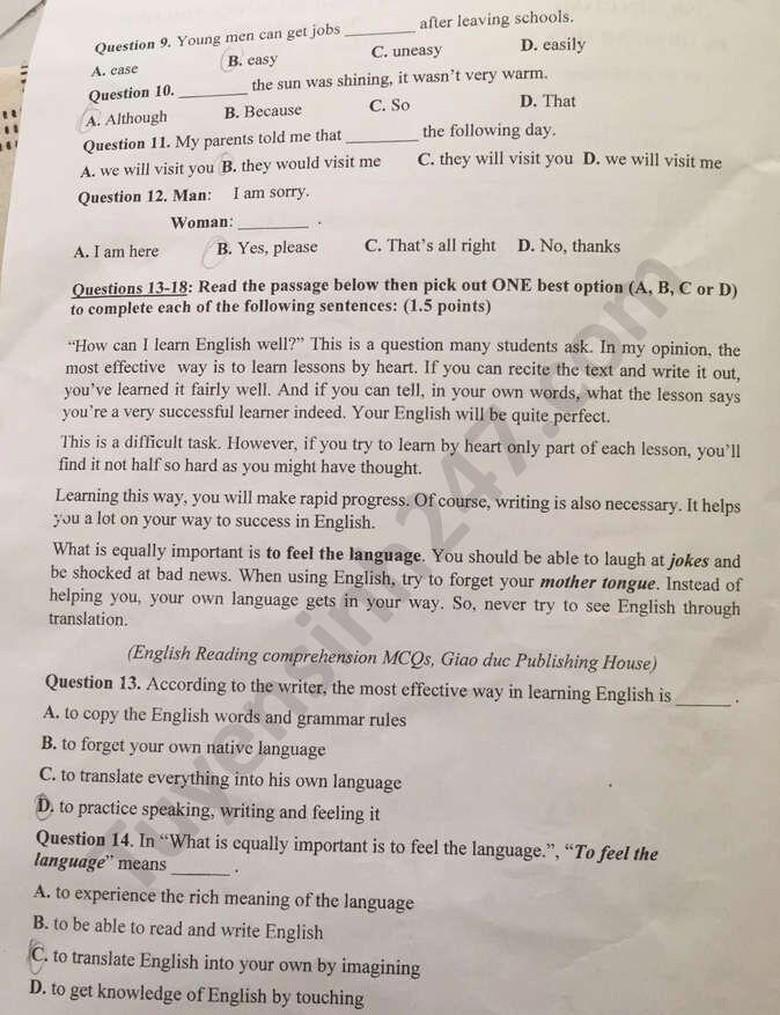 Question 9. Young men can get jobs ________ after leaving schools.
A. ease B. easy C. uneasy D. easily
Question 10. ________ the sun was shining, it wasn't very warm.
A. Although B. Because C. So D. That
Question 11. My parents told me that ________ the following day.
A. we will visit you B. they would visit me C. they will visit you D. we will visit me
Question 12. Man: I am sorry.
Woman: ________ .
A. I am here B. Yes, please C. That's all right D. No, thanks
Questions 13-18: Read the passage below then pick out ONE best option (A, B, C or D)
to complete each of the following sentences: (1.5 points)
"How can I learn English well?" This is a question many students ask. In my opinion, the
most effective way is to learn lessons by heart. If you can recite the text and write it out,
you've learned it fairly well. And if you can tell, in your own words, what the lesson says
you're a very successful learner indeed. Your English will be quite perfect.
This is a difficult task. However, if you try to learn by heart only part of each lesson, you'll
find it not half so hard as you might have thought.
Learning this way, you will make rapid progress. Of course, writing is also necessary. It helps
you a lot on your way to success in English.
What is equally important is to feel the language. You should be able to laugh at jokes and
be shocked at bad news. When using English, try to forget your mother tongue. Instead of
helping you, your own language gets in your way. So, never try to see English through
translation.
(English Reading comprehension MCQs, Giao duc Publishing House)
Question 13. According to the writer, the most effective way in learning English is ______ .
A. to copy the English words and grammar rules
B. to forget your own native language
C. to translate everything into his own language
D. to practice speaking, writing and feeling it
Question 14. In "What is equally important is to feel the language.", "To feel the
language" means ______ .
A. to experience the rich meaning of the language
B. to be able to read and write English
C. to translate English into your own by imagining
D. to get knowledge of English by touching
Tuyensinh247.com